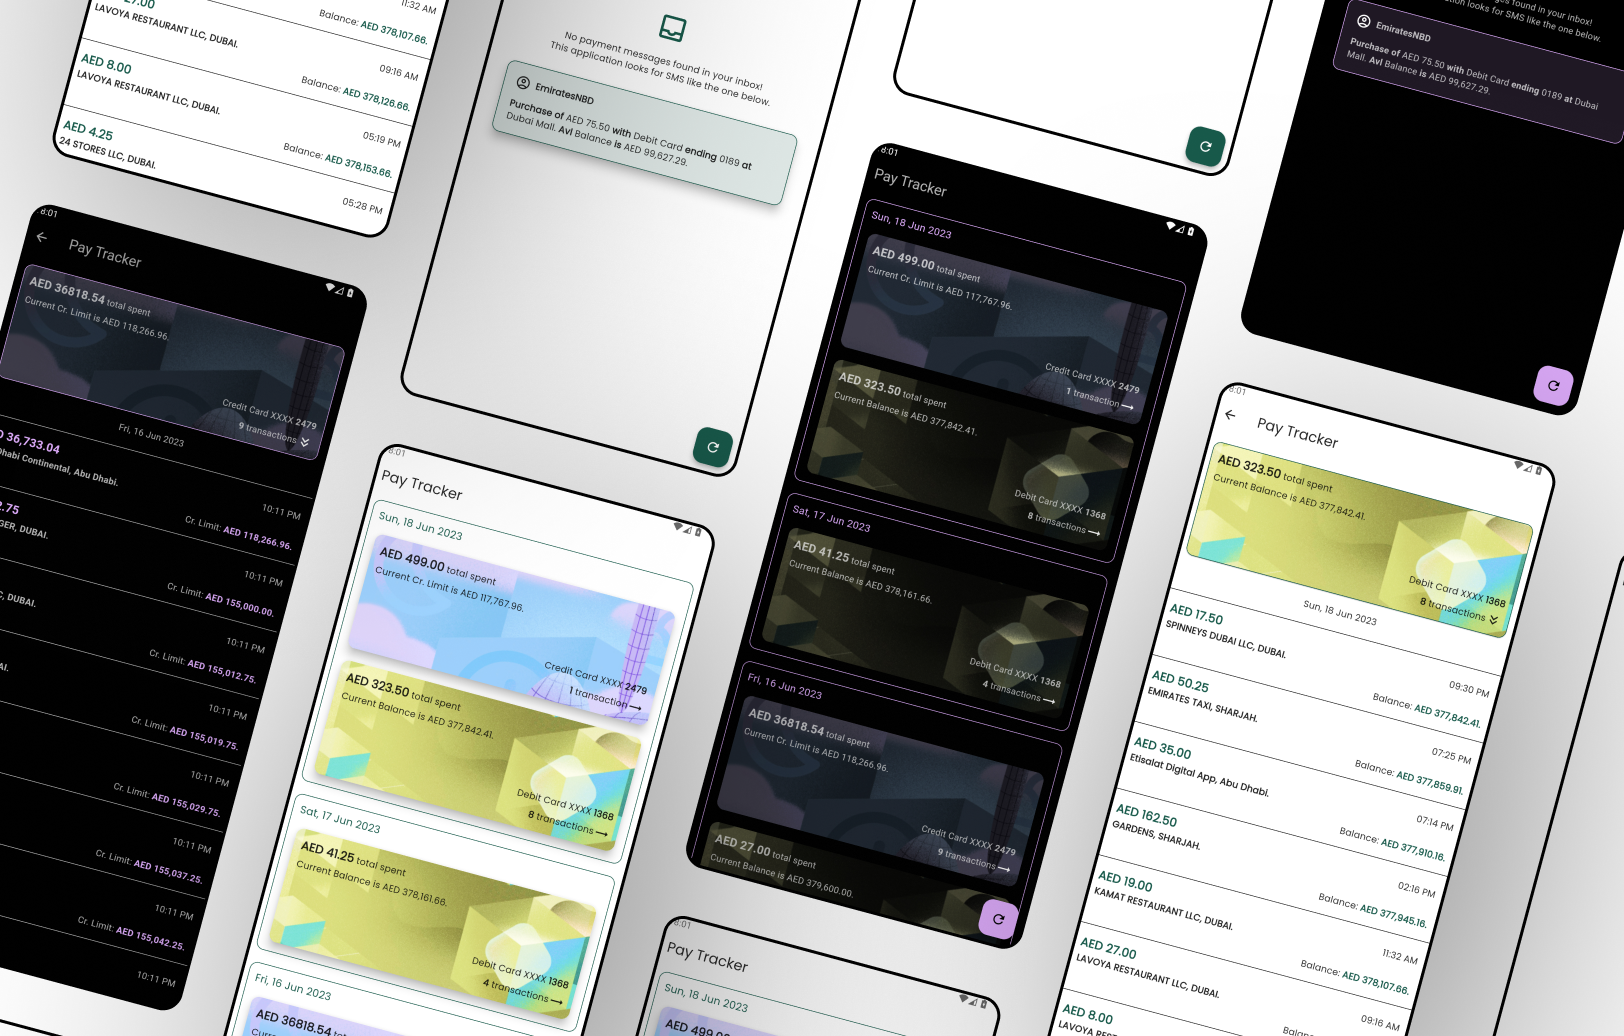 27.00
11:32 AM
Balance: AED 378,107.66.
LAVOYA RESTAURANT LLC, DUBAI.
09:16 AM
AED 8.00
Balance: AED 378,126.66.
LAVOYA RESTAURANT LLC, DUBAI.
05:19 PM
AED 4.25
Balance: AED 378,153.66.
24 STORES LLC, DUBAI.
05:28 PM
8:01
Pay Tracker
AED 36818.54 total spent
Current Cr. Limit is AED 118,266.96.
Credit Card XXXX 2479
9 transactions
Fri, 16 Jun 2023
36,733.04
Continental, Abu Dhabi.
10:11 PM
Cr. Limit: AED 118,266.96.
2.75
GER, DUBAI.
10:11 PM
Cr. Limit: AED 155,000.00.
DUBAI.
10:11 PM
Cr. Limit: AED 155,012.75.
10:11 PM
Cr. Limit: AED 155,019.75.
10:11 PM
Cr. Limit: AED 155,029.75.
10:11 PM
Cr. Limit: AED 155,037.25.
10:11 PM
Cr. Limit: AED 155,042.25.
10:11 PM
No payment messages found in your inbox!
This application looks for SMS like the one below.
EmiratesNBD
Purchase of AED 75.50 with Debit Card ending 0189 at
Dubai Mall. Avl Balance is AED 99,627.29.
8:01
Pay Tracker
Sun, 18 Jun 2023
AED 499.00 total spent
Current Cr. Limit is AED 117,767.96.
Credit Card XXXX 2479
1 transaction
AED 323.50 total spent
Current Balance is AED 377,842.41.
Debit Card XXXX 1368
8 transactions
Sat, 17 Jun 2023
AED 41.25 total spent
Current Balance is AED 378,161.66.
Debit Card XXXX 1368
4 transactions
Fri, 16 Jun 2023
AED 36818.54 total
8:01
Pay Tracker
Sun, 18 Jun 2023
AED 499.00 total spent
Current Cr. Limit is AED 117,767.96.
Credit Card XXXX 2479
1 transaction
AED 323.50 total spent
Current Balance is AED 377,842.41.
Debit Card XXXX 1368
8 transactions
Sat, 17 Jun 2023
AED 41.25 total spent
Current Balance is AED 378,161.66.
Debit Card XXXX 1368
4 transactions
Fri, 16 Jun 2023
AED 36818.54 total spent
Current Cr. Limit is AED 118,266.96.
Credit Card XXXX 2479
9 transactions
AED 27.00 total spent
Current Balance is AED 379,600.00.
8:01
Pay Tracker
Sun, 18 Jun 2023
AED 499.00
found in your inbox!
looks for SMS like the one below.
EmiratesNBD
Purchase of AED 75.50 with Debit Card ending 0189 at Dubai
Mall. Avl Balance is AED 99,627.29.
8:01
Pay Tracker
AED 323.50 total spent
Current Balance is AED 377,842.41.
Debit Card XXXX 1368
8 transactions
Sun, 18 Jun 2023
AED 17.50
SPINNEYS DUBAI LLC, DUBAI.
09:30 PM
Balance: AED 377,842.41.
AED 50.25
EMIRATES TAXI, SHARJAH.
07:25 PM
Balance: AED 377,859.91.
AED 35.00
Etisalat Digital App, Abu Dhabi.
07:14 PM
Balance: AED 377,910.16.
AED 162.50
GARDENS, SHARJAH.
02:16 PM
Balance: AED 377,945.16.
AED 19.00
KAMAT RESTAURANT LLC, DUBAI.
11:32 AM
Balance: AED 378,107.66.
AED 27.00
LAVOYA RESTAURANT LLC, DUBAI.
09:16 AM
AED 8.00